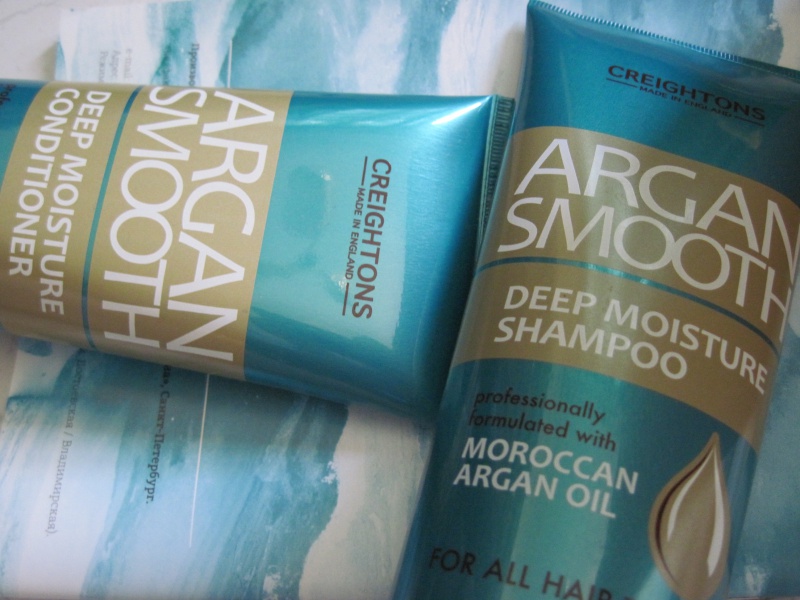 CREIGHTONS
MADE IN ENGLAND
ARGAN
SMOOTH
DEEP MOISTURE
CONDITIONER
CREIGHTONS
MADE IN ENGLAND
ARGAN
SMOOTH
DEEP MOISTURE
SHAMPOO
professionally
formulated with
MOROCCAN
ARGAN OIL
FOR ALL HAIR
Санкт-Петербург.
/ Владимирская).